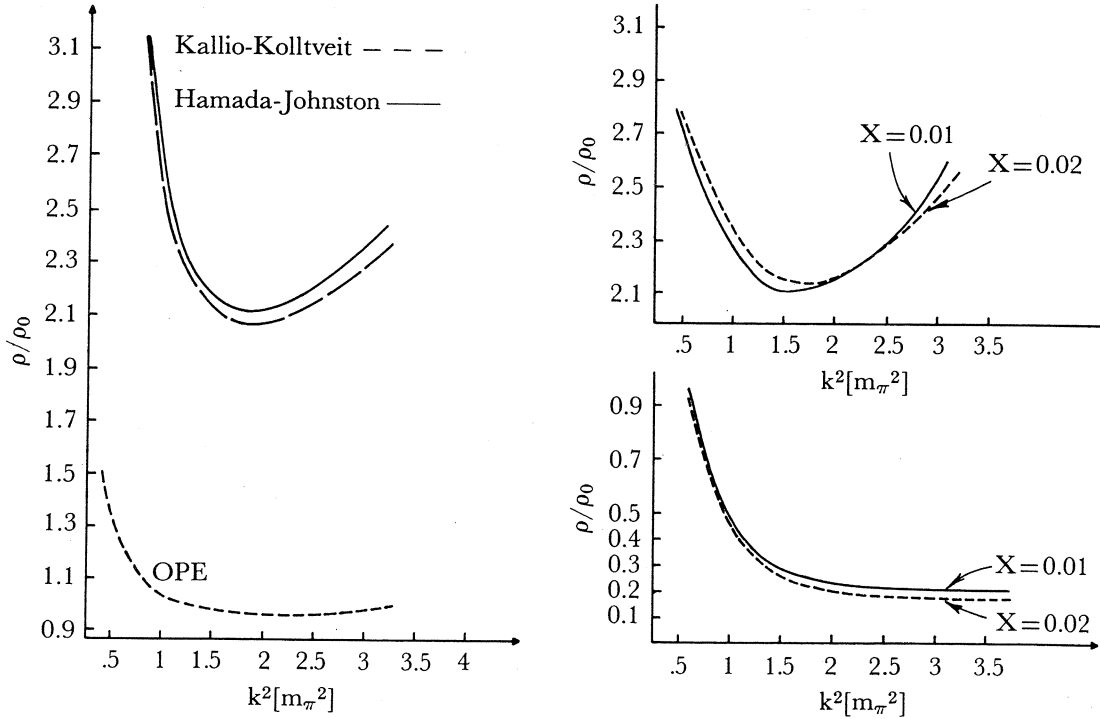 3.1
2.9
2.7
2.5
2.3
2.1
1.9
1.7
1.5
1.3
1.1
0.9
ρ/ρ₀
Kallio-Kolltveit
Hamada-Johnston
OPE
.5 1 1.5 2 2.5 3 3.5 4
k²[mπ²]
3.1
2.9
2.7
2.5
2.3
2.1
ρ/ρ₀
X=0.01
X=0.02
.5 1 1.5 2 2.5 3 3.5
k²[mπ²]
0.9
0.7
0.5
0.4
0.3
0.2
0.1
ρ/ρ₀
X=0.01
X=0.02
.5 1 1.5 2 2.5 3 3.5
k²[mπ²]